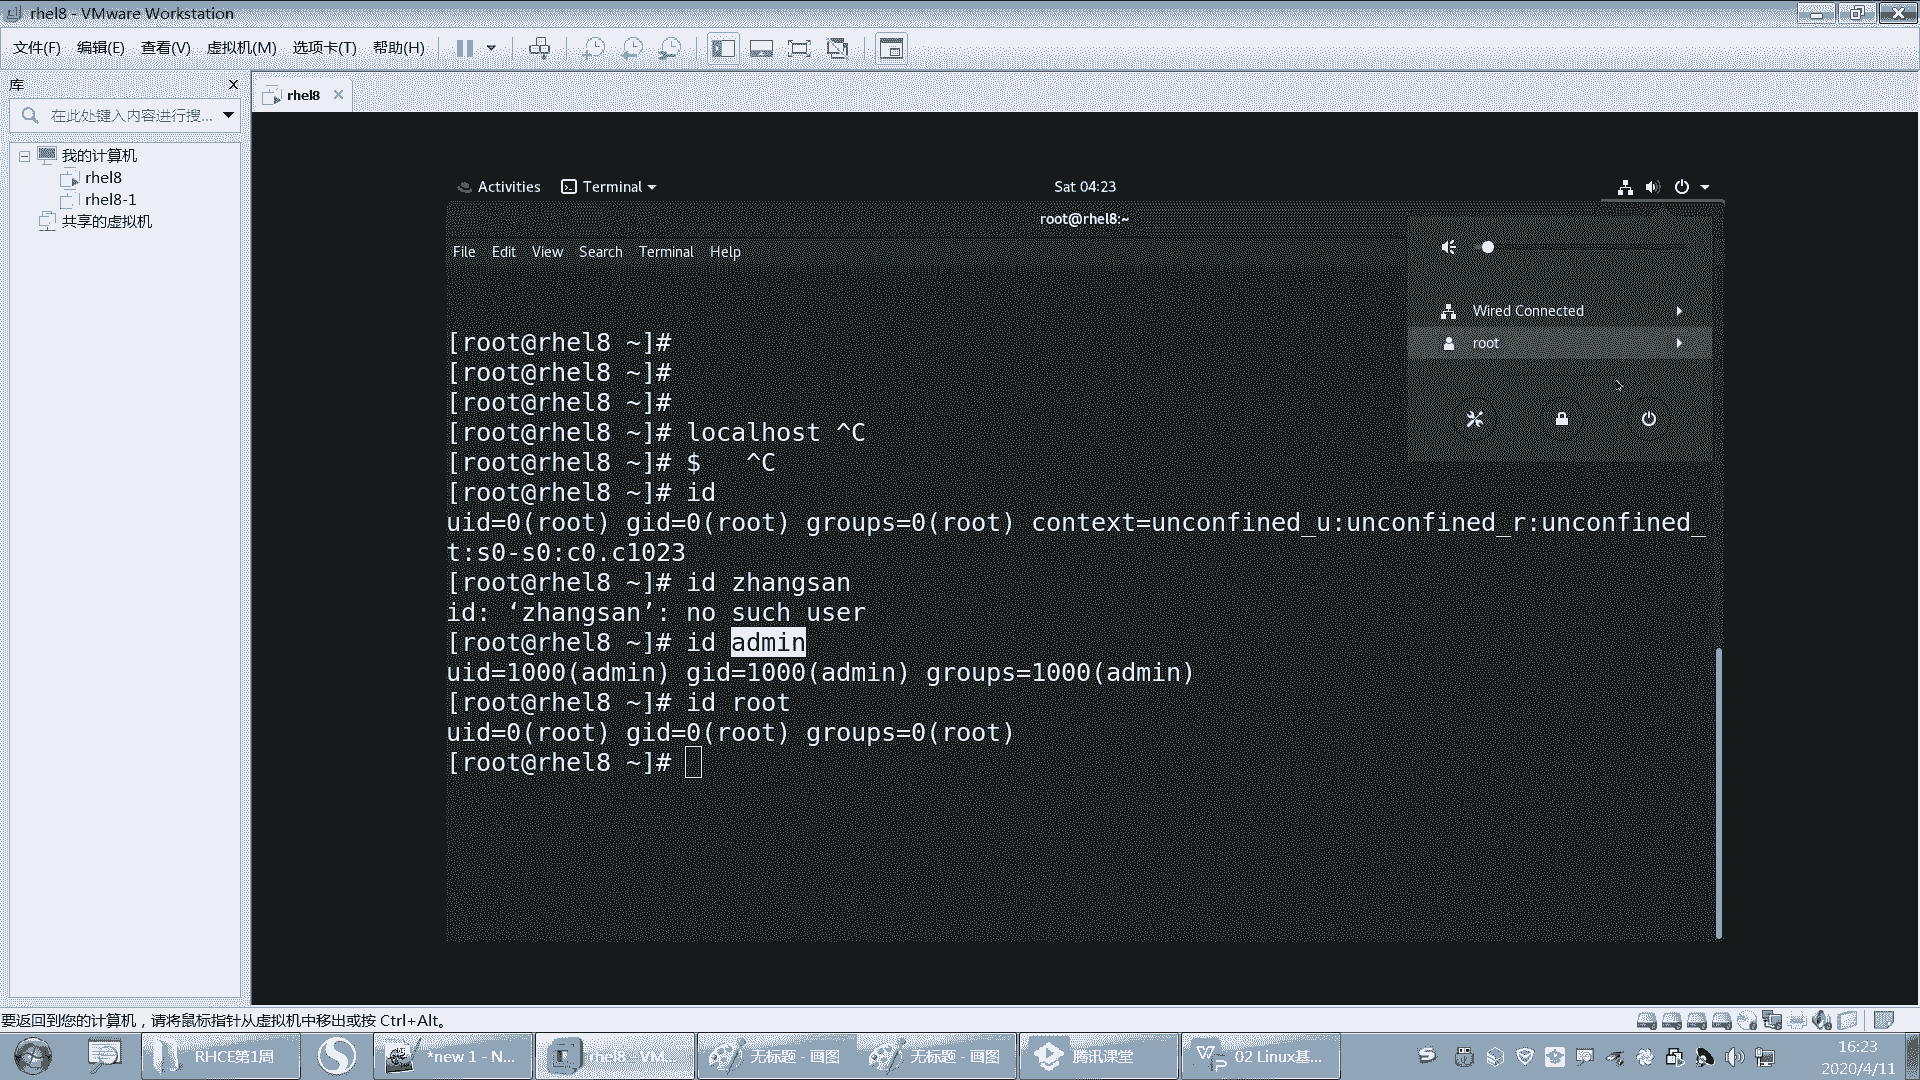 rhel8 - VMware Workstation
文件(F) 编辑(E) 查看(V) 虚拟机(M) 选项卡(T) 帮助(H)
库
在此处键入内容进行搜...
我的计算机
rhel8
rhel8-1
共享的虚拟机
rhel8
Activities Terminal Sat 04:23
root@rhel8:~
File Edit View Search Terminal Help
Wired Connected
root
[root@rhel8 ~]#
[root@rhel8 ~]#
[root@rhel8 ~]#
[root@rhel8 ~]# localhost ^C
[root@rhel8 ~]# $   ^C
[root@rhel8 ~]# id
uid=0(root) gid=0(root) groups=0(root) context=unconfined_u:unconfined_r:unconfined_
t:s0-s0:c0.c1023
[root@rhel8 ~]# id zhangsan
id: ‘zhangsan’: no such user
[root@rhel8 ~]# id admin
uid=1000(admin) gid=1000(admin) groups=1000(admin)
[root@rhel8 ~]# id root
uid=0(root) gid=0(root) groups=0(root)
[root@rhel8 ~]#
要返回到您的计算机，请将鼠标指针从虚拟机中移出或按 Ctrl+Alt。
RHCE第1周 *new 1 - N... rhel8 - VM... 无标题 - 画图 无标题 - 画图 腾讯课堂 02 Linux基...
16:23
2020/4/11